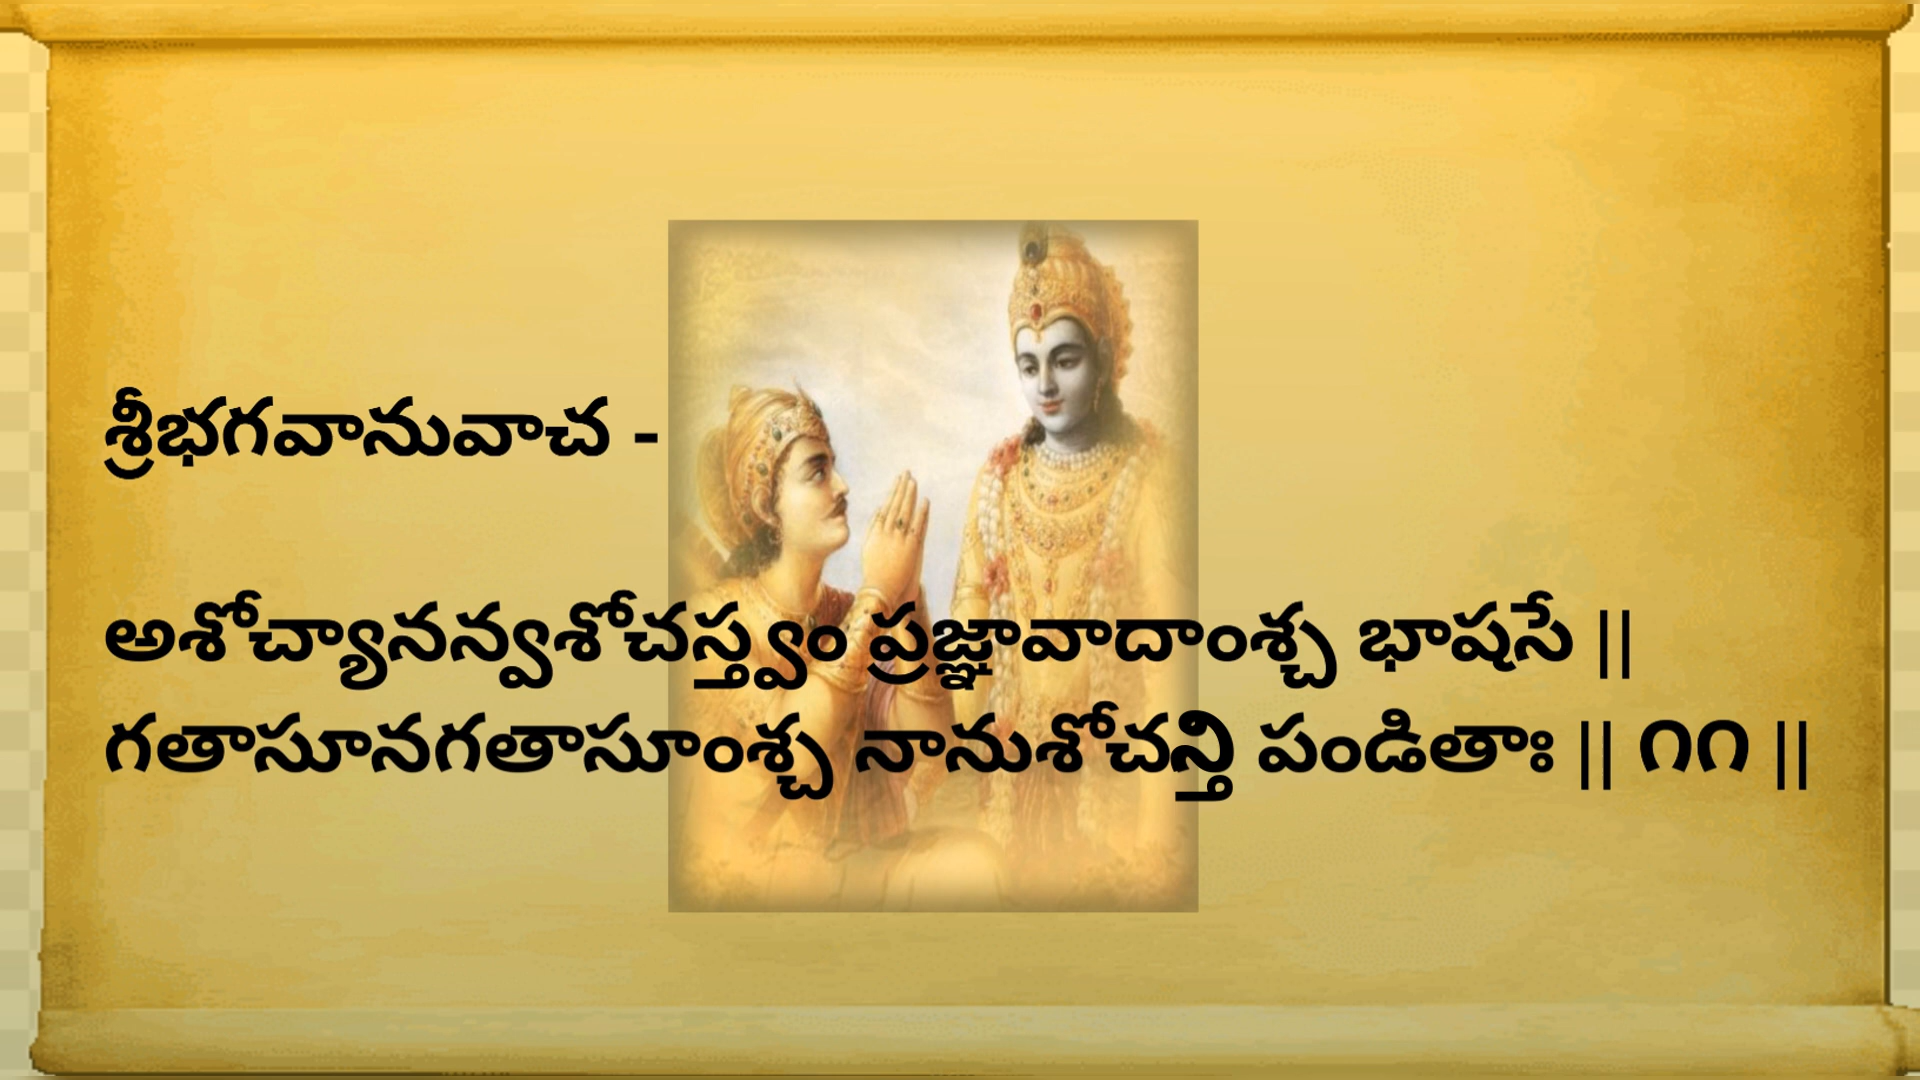 శ్రీభగవానువాచ -
అశోచ్యానన్వశోచస్త్వం ప్రజ్ఞావాదాంశ్చ భాషసే ||
గతాసూనగతాసూంశ్చ నానుశోచన్తి పండితాః || ౧౧ ||